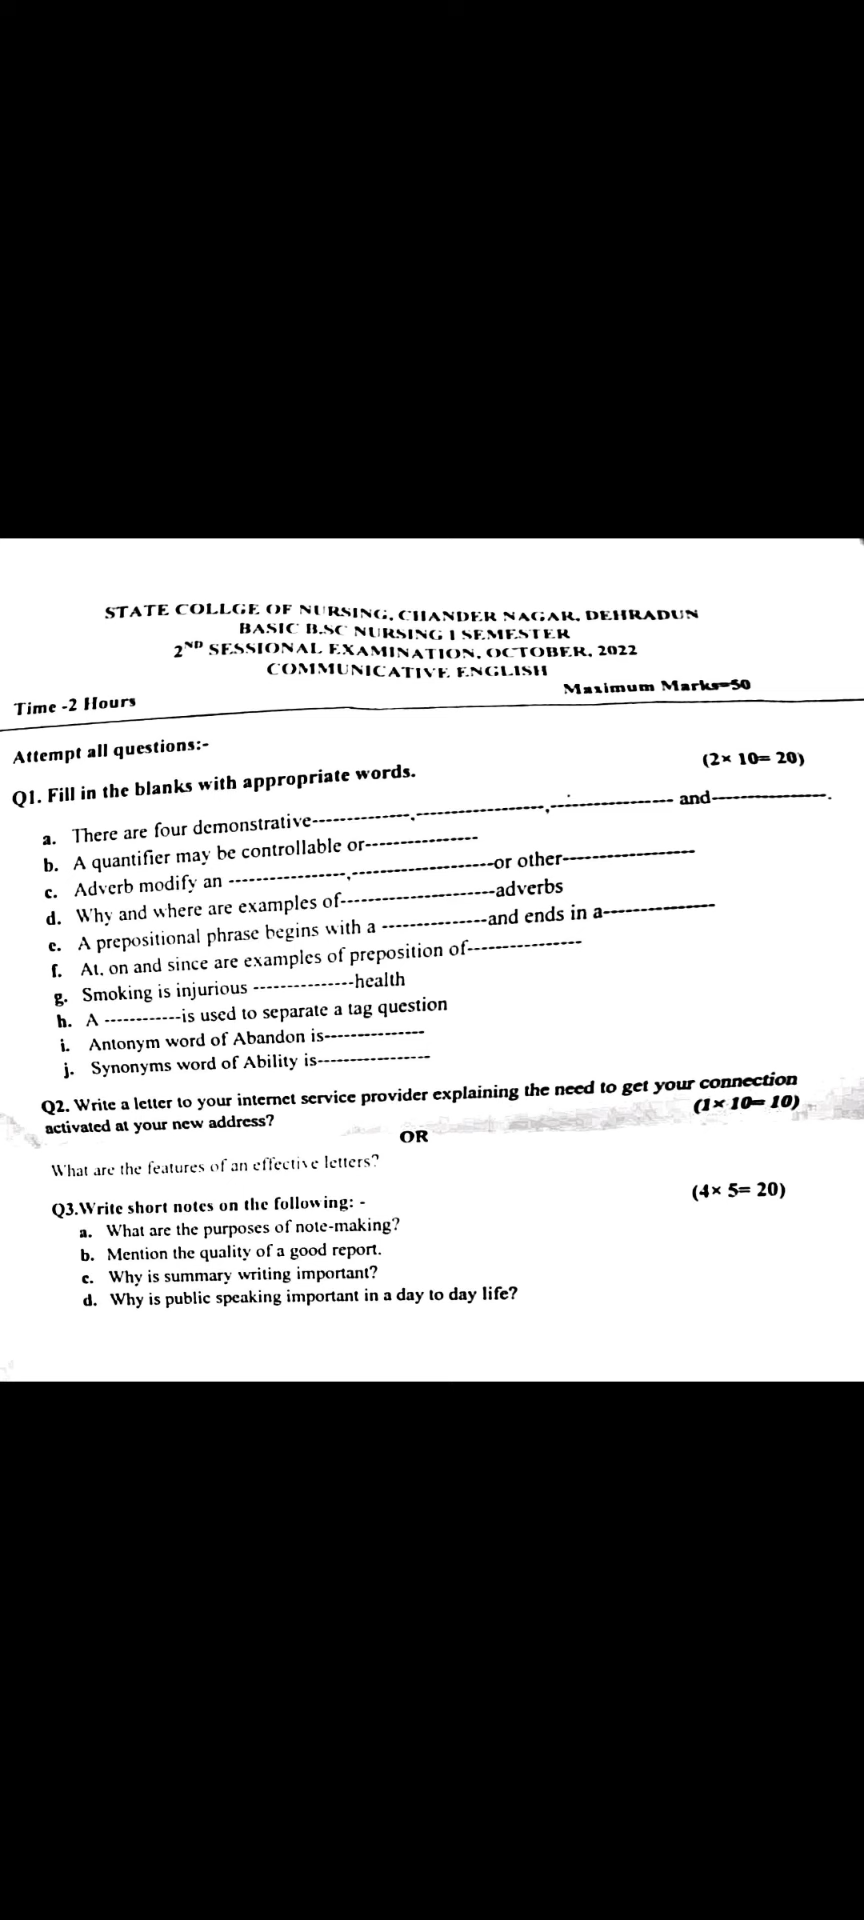 STATE COLLGE OF NURSING, CHANDER NAGAR, DEHRADUN
BASIC B.SC NURSING I SEMESTER
2ND SESSIONAL EXAMINATION, OCTOBER, 2022
COMMUNICATIVE ENGLISH
Time -2 Hours Maximum Marks=50
Attempt all questions:-
Q1. Fill in the blanks with appropriate words. (2× 10= 20)
a. There are four demonstrative--------------,------------------,------------------ and----------------.
b. A quantifier may be controllable or----------------
c. Adverb modify an -----------------,--------------------or other-------------------
d. Why and where are examples of----------------------adverbs
e. A prepositional phrase begins with a ---------------and ends in a----------------
f. At, on and since are examples of preposition of----------------
g. Smoking is injurious ---------------health
h. A ------------is used to separate a tag question
i. Antonym word of Abandon is---------------
j. Synonyms word of Ability is-----------------
Q2. Write a letter to your internet service provider explaining the need to get your connection
activated at your new address? (1× 10= 10)
OR
What are the features of an effective letters?
Q3.Write short notes on the following: - (4× 5= 20)
a. What are the purposes of note-making?
b. Mention the quality of a good report.
c. Why is summary writing important?
d. Why is public speaking important in a day to day life?